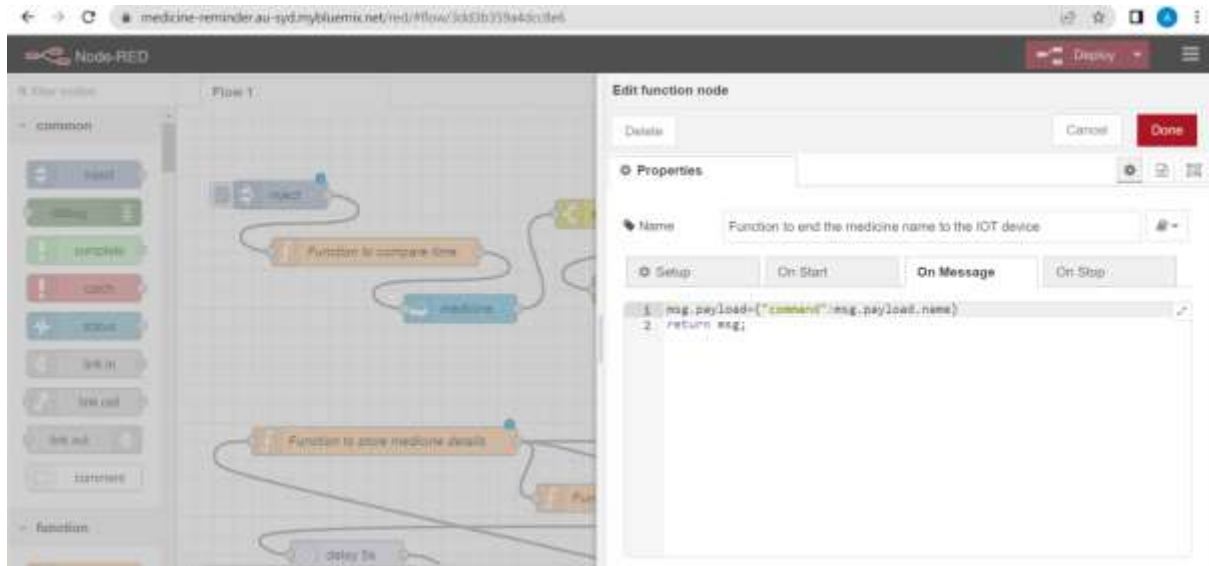 medicine-reminder.au-syd.mybluemix.net/red/#flow/
Node-RED
Deploy
filter nodes
Flow 1
Edit function node
common
Delete
Cancel
Done
inject
inject
Properties
debug
Name
Function to end the medicine name to the IOT device
complete
Function to compare time
Setup
On Start
On Message
On Stop
catch
medicine
1 msg.payload={"command":msg.payload.name}
2 return msg;
status
link in
link call
link out
Function to store medicine details
comment
Fun
function
delay 5s